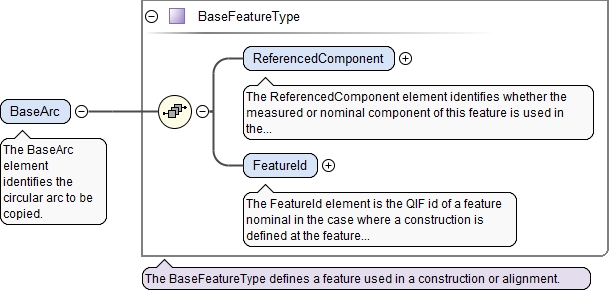 BaseFeatureType
ReferencedComponent
The ReferencedComponent element identifies whether the
measured or nominal component of this feature is used in
the...
BaseArc
The BaseArc
element
identifies the
circular arc to be
copied.
FeatureId
The FeatureId element is the QIF id of a feature
nominal in the case where a construction is
defined at the feature...
The BaseFeatureType defines a feature used in a construction or alignment.